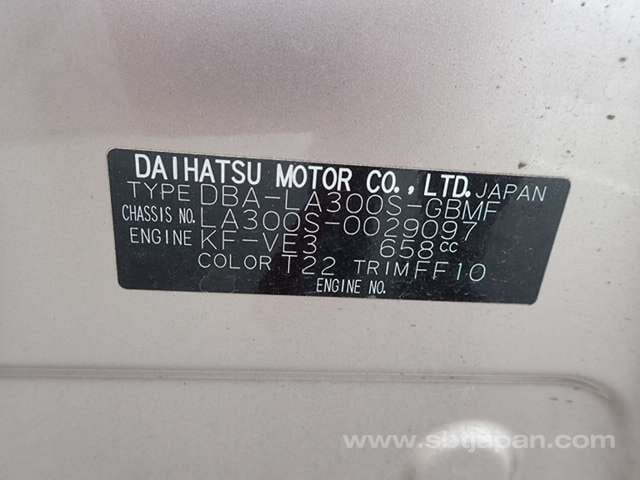 DAIHATSU MOTOR CO., LTD. JAPAN
TYPE DBA-LA300S-GBMF
CHASSIS NO. LA300S-0029097
ENGINE KF-VE3 658cc
COLOR T22 TRIM FF10
ENGINE NO.
www.sbtjapan.com